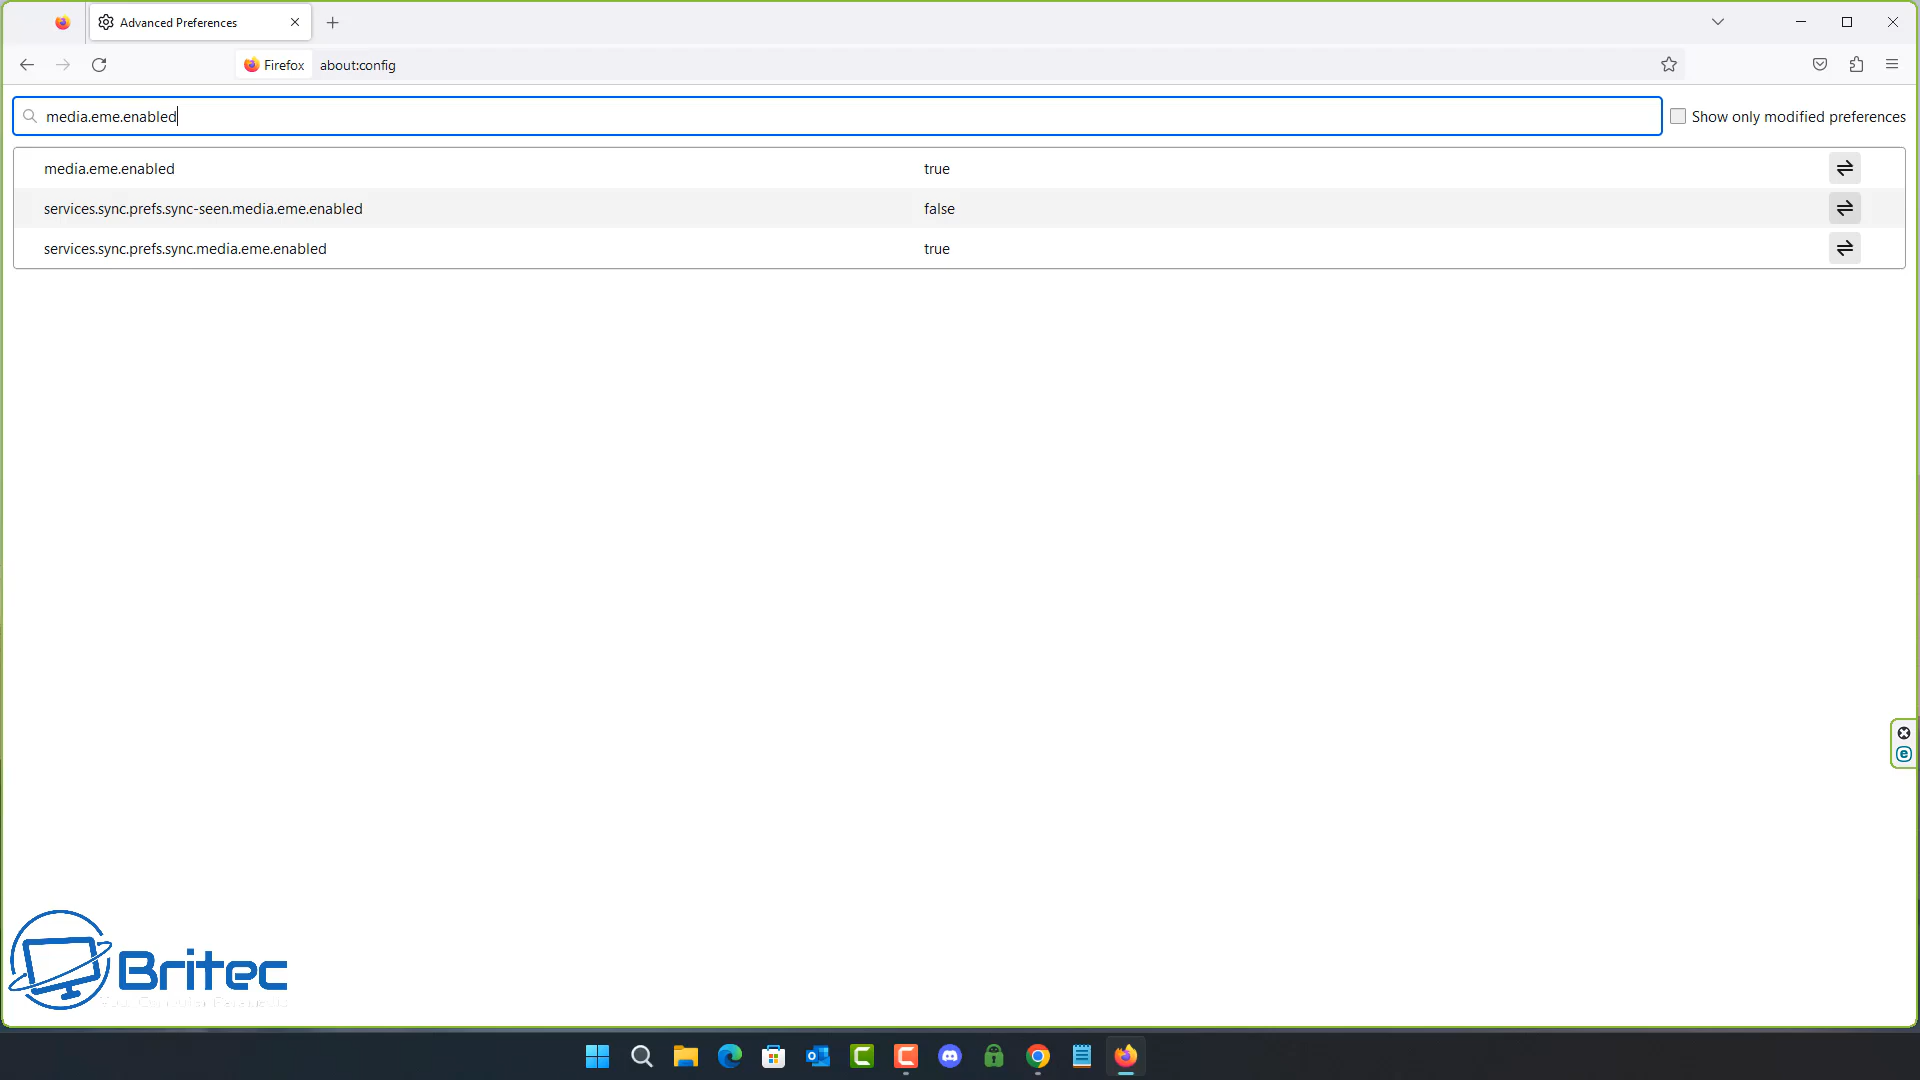 Advanced Preferences
Firefox about:config
media.eme.enabled
Show only modified preferences
media.eme.enabled true
services.sync.prefs.sync-seen.media.eme.enabled false
services.sync.prefs.sync.media.eme.enabled true
Britec